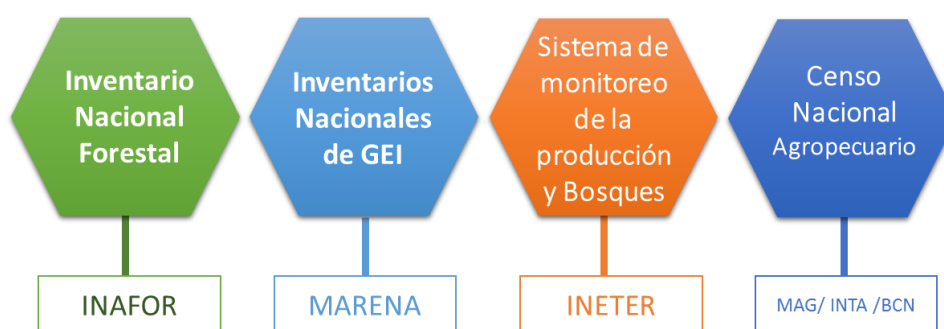 Inventario
Nacional
Forestal
Inventarios
Nacionales
de GEI
Sistema de
monitoreo
de la
producción
y Bosques
Censo
Nacional
Agropecuario
INAFOR
MARENA
INETER
MAG/ INTA /BCN